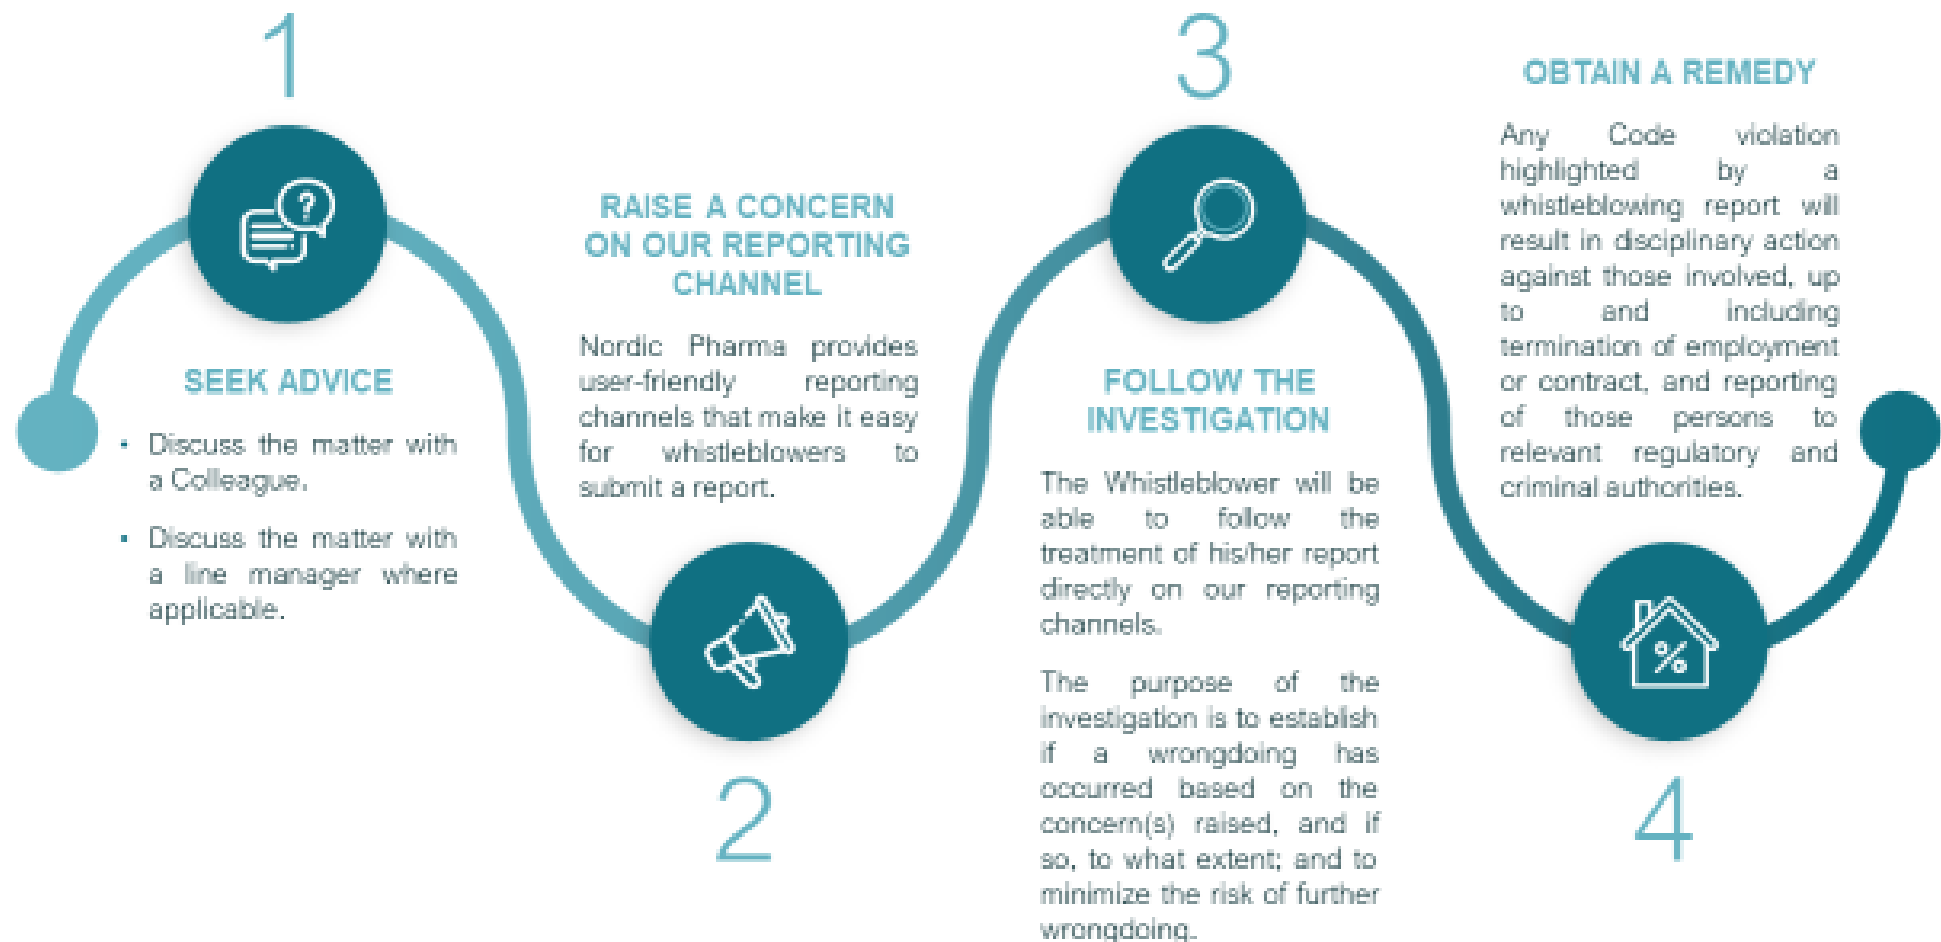 1
SEEK ADVICE
• Discuss the matter with
a Colleague.
• Discuss the matter with
a line manager where
applicable.
RAISE A CONCERN
ON OUR REPORTING
CHANNEL
Nordic Pharma provides
user-friendly reporting
channels that make it easy
for whistleblowers to
submit a report.
2
3
FOLLOW THE
INVESTIGATION
The Whistleblower will be
able to follow the
treatment of his/her report
directly on our reporting
channels.
The purpose of the
investigation is to establish
if a wrongdoing has
occurred based on the
concern(s) raised, and if
so, to what extent; and to
minimize the risk of further
wrongdoing.
OBTAIN A REMEDY
Any Code violation
highlighted by a
whistleblowing report will
result in disciplinary action
against those involved, up
to and including
termination of employment
or contract, and reporting
of those persons to
relevant regulatory and
criminal authorities.
4
?
%